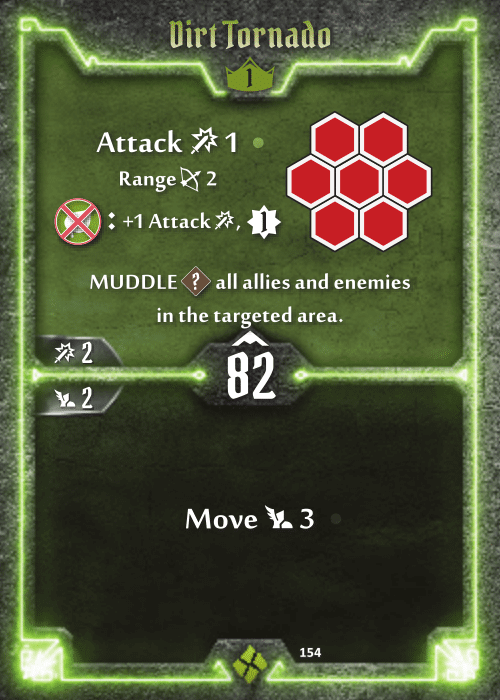 Dirt Tornado
1
Attack 1
Range 2
: +1 Attack , 1
MUDDLE ? all allies and enemies
in the targeted area.
2
82
2
Move 3
154